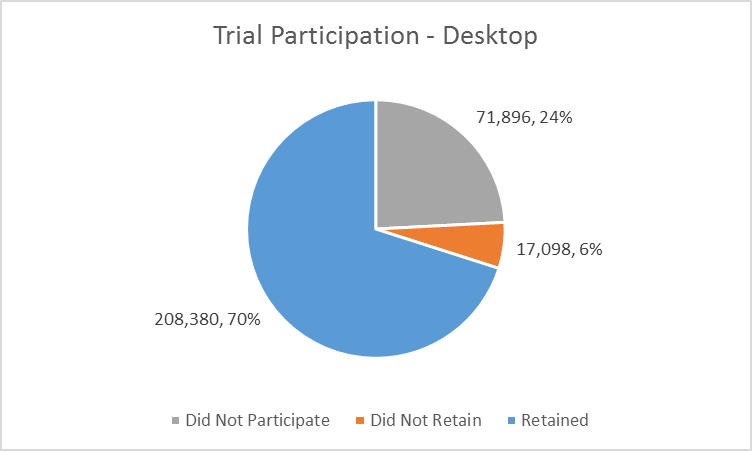 Trial Participation - Desktop
71,896, 24%
17,098, 6%
208,380, 70%
Did Not Participate Did Not Retain Retained